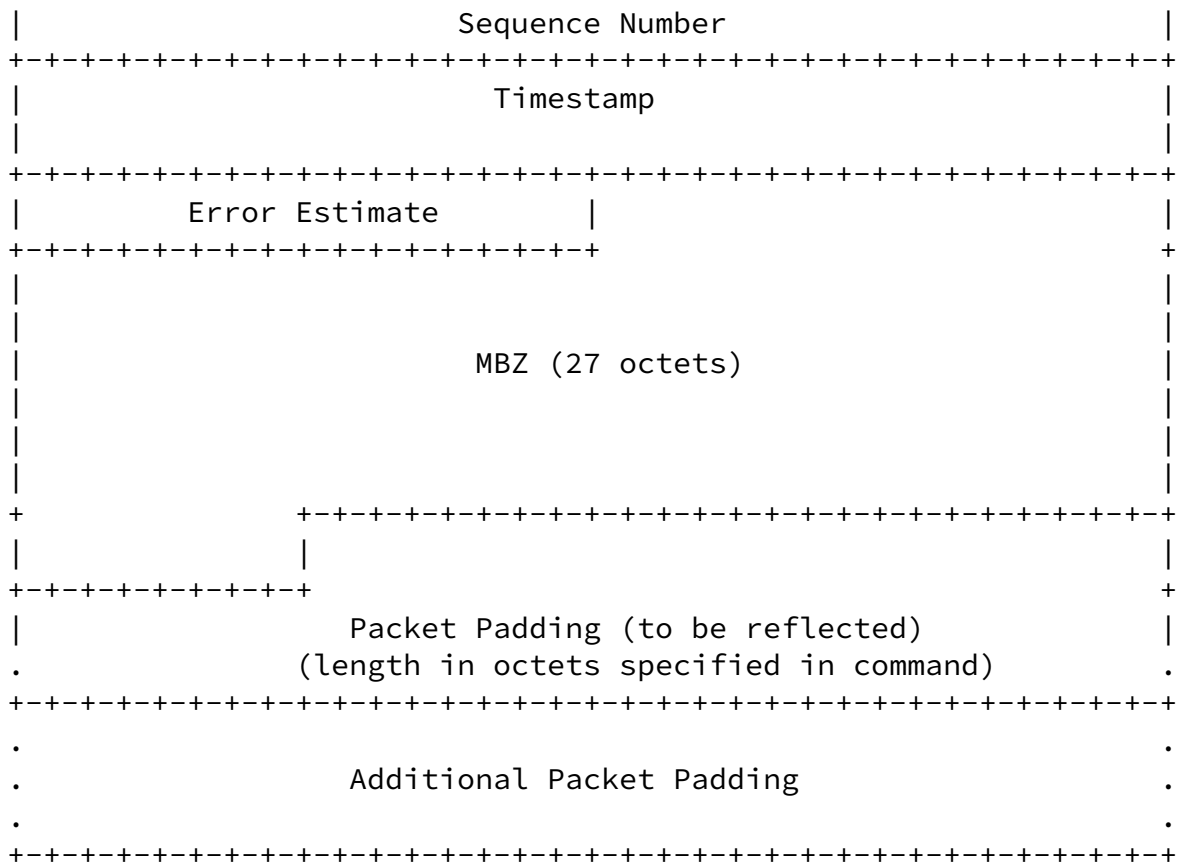 |                        Sequence Number                        |
+-+-+-+-+-+-+-+-+-+-+-+-+-+-+-+-+-+-+-+-+-+-+-+-+-+-+-+-+-+-+-+-+
|                          Timestamp                            |
|                                                               |
+-+-+-+-+-+-+-+-+-+-+-+-+-+-+-+-+-+-+-+-+-+-+-+-+-+-+-+-+-+-+-+-+
|         Error Estimate        |                               |
+-+-+-+-+-+-+-+-+-+-+-+-+-+-+-+-+                               +
|                                                               |
|                                                               |
|                         MBZ (27 octets)                       |
|                                                               |
|                                                               |
|                                                               |
+               +-+-+-+-+-+-+-+-+-+-+-+-+-+-+-+-+-+-+-+-+-+-+-+-+
|               |                                               |
+-+-+-+-+-+-+-+-+                                               +
|                  Packet Padding (to be reflected)             |
.               (length in octets specified in command)         .
+-+-+-+-+-+-+-+-+-+-+-+-+-+-+-+-+-+-+-+-+-+-+-+-+-+-+-+-+-+-+-+-+
.                                                               .
.                  Additional Packet Padding                    .
.                                                               .
+-+-+-+-+-+-+-+-+-+-+-+-+-+-+-+-+-+-+-+-+-+-+-+-+-+-+-+-+-+-+-+-+